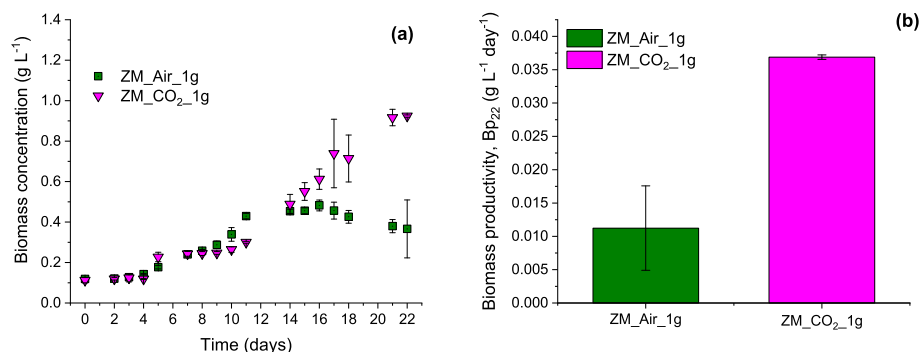 (a)
Biomass concentration (g L⁻¹)
1.4
1.2
1.0
0.8
0.6
0.4
0.2
0.0
ZM_Air_1g
ZM_CO₂_1g
0 2 4 6 8 10 12 14 16 18 20 22
Time (days)
(b)
Biomass productivity, Bp₂₂ (g L⁻¹ day⁻¹)
0.040
0.035
0.030
0.025
0.020
0.015
0.010
0.005
0.000
ZM_Air_1g
ZM_CO₂_1g
ZM_Air_1g ZM_CO₂_1g